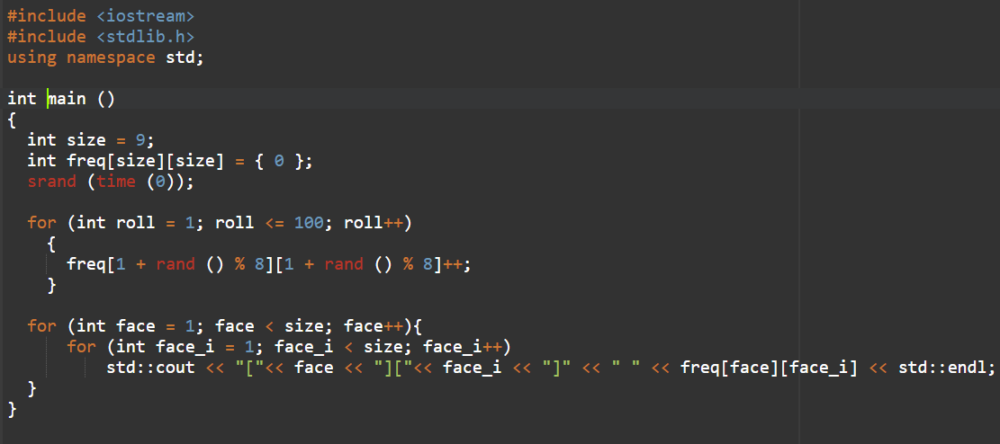 #include <iostream>
#include <stdlib.h>
using namespace std;

int main ()
{
  int size = 9;
  int freq[size][size] = { 0 };
  srand (time (0));

  for (int roll = 1; roll <= 100; roll++)
    {
      freq[1 + rand () % 8][1 + rand () % 8]++;
    }

  for (int face = 1; face < size; face++){
      for (int face_i = 1; face_i < size; face_i++)
          std::cout << "["<< face << "]["<< face_i << "]" << " " << freq[face][face_i] << std::endl;
  }
}